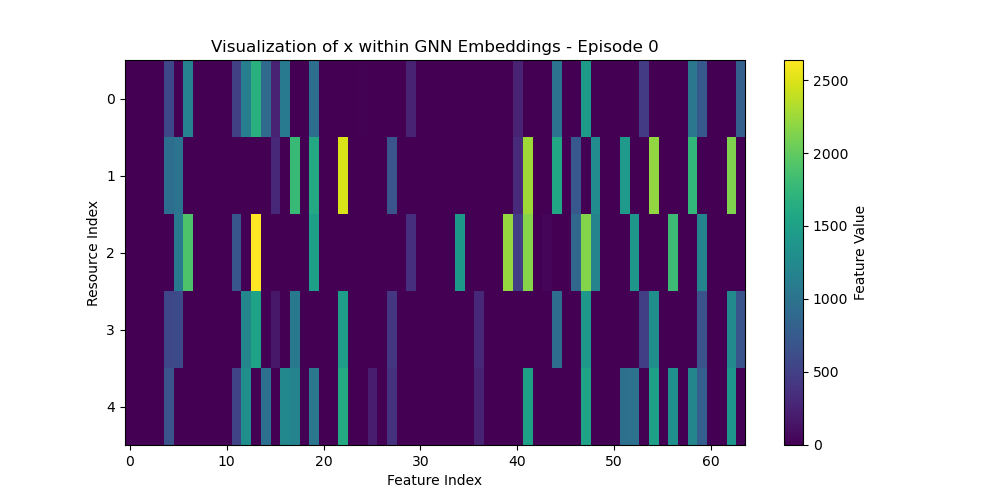 Visualization of x within GNN Embeddings - Episode 0
Resource Index
0
1
2
3
4
0 10 20 30 40 50 60
Feature Index
2500
2000
1500
1000
500
0
Feature Value